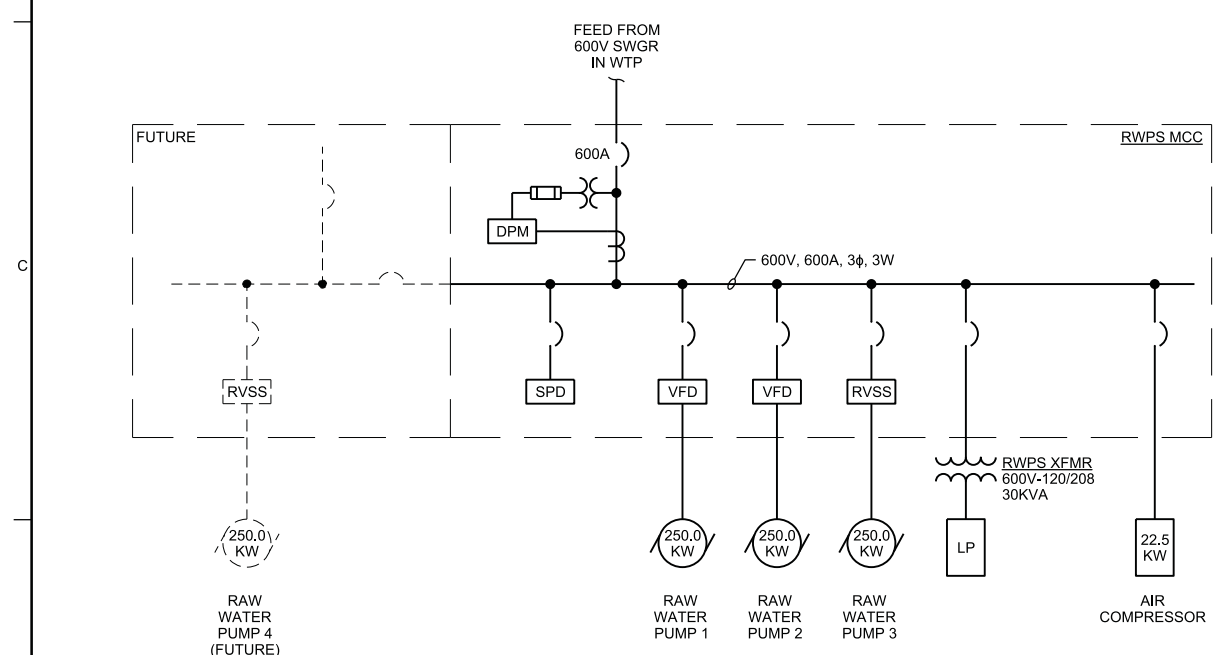 FEED FROM
600V SWGR
IN WTP
FUTURE
RWPS MCC
600A
DPM
C
600V, 600A, 3ϕ, 3W
RVSS
SPD
VFD
VFD
RVSS
RWPS XFMR
600V-120/208
30KVA
250.0
KW
250.0
KW
250.0
KW
250.0
KW
LP
22.5
KW
RAW
WATER
PUMP 4
(FUTURE)
RAW
WATER
PUMP 1
RAW
WATER
PUMP 2
RAW
WATER
PUMP 3
AIR
COMPRESSOR